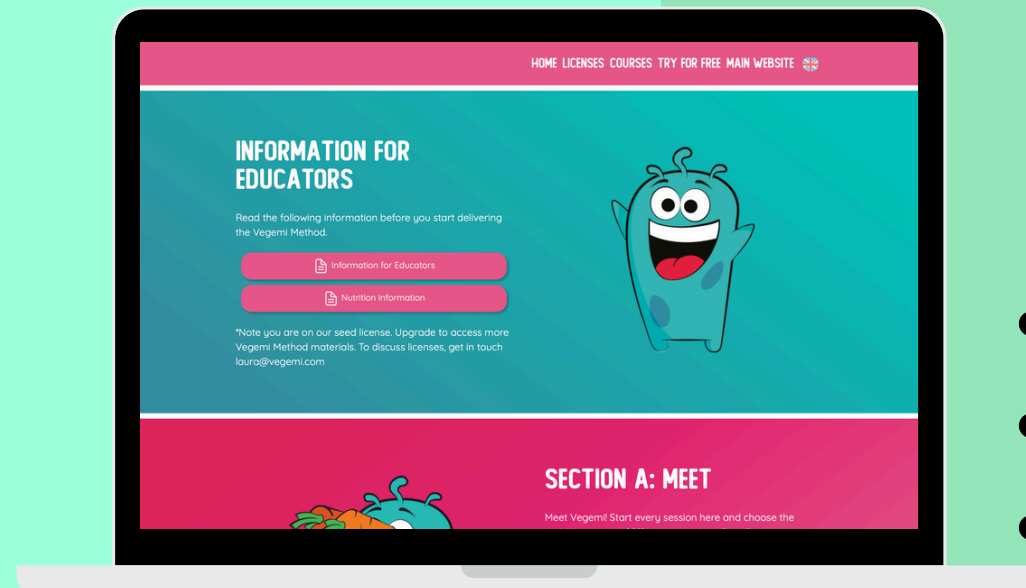 HOME LICENSES COURSES TRY FOR FREE MAIN WEBSITE
INFORMATION FOR
EDUCATORS
Read the following information before you start delivering
the Vegemi Method.
Information for Educators
Nutrition Information
*Note you are on our seed license. Upgrade to access more
Vegemi Method materials. To discuss licenses, get in touch
laura@vegemi.com
SECTION A: MEET
Meet Vegemi! Start every session here and choose the